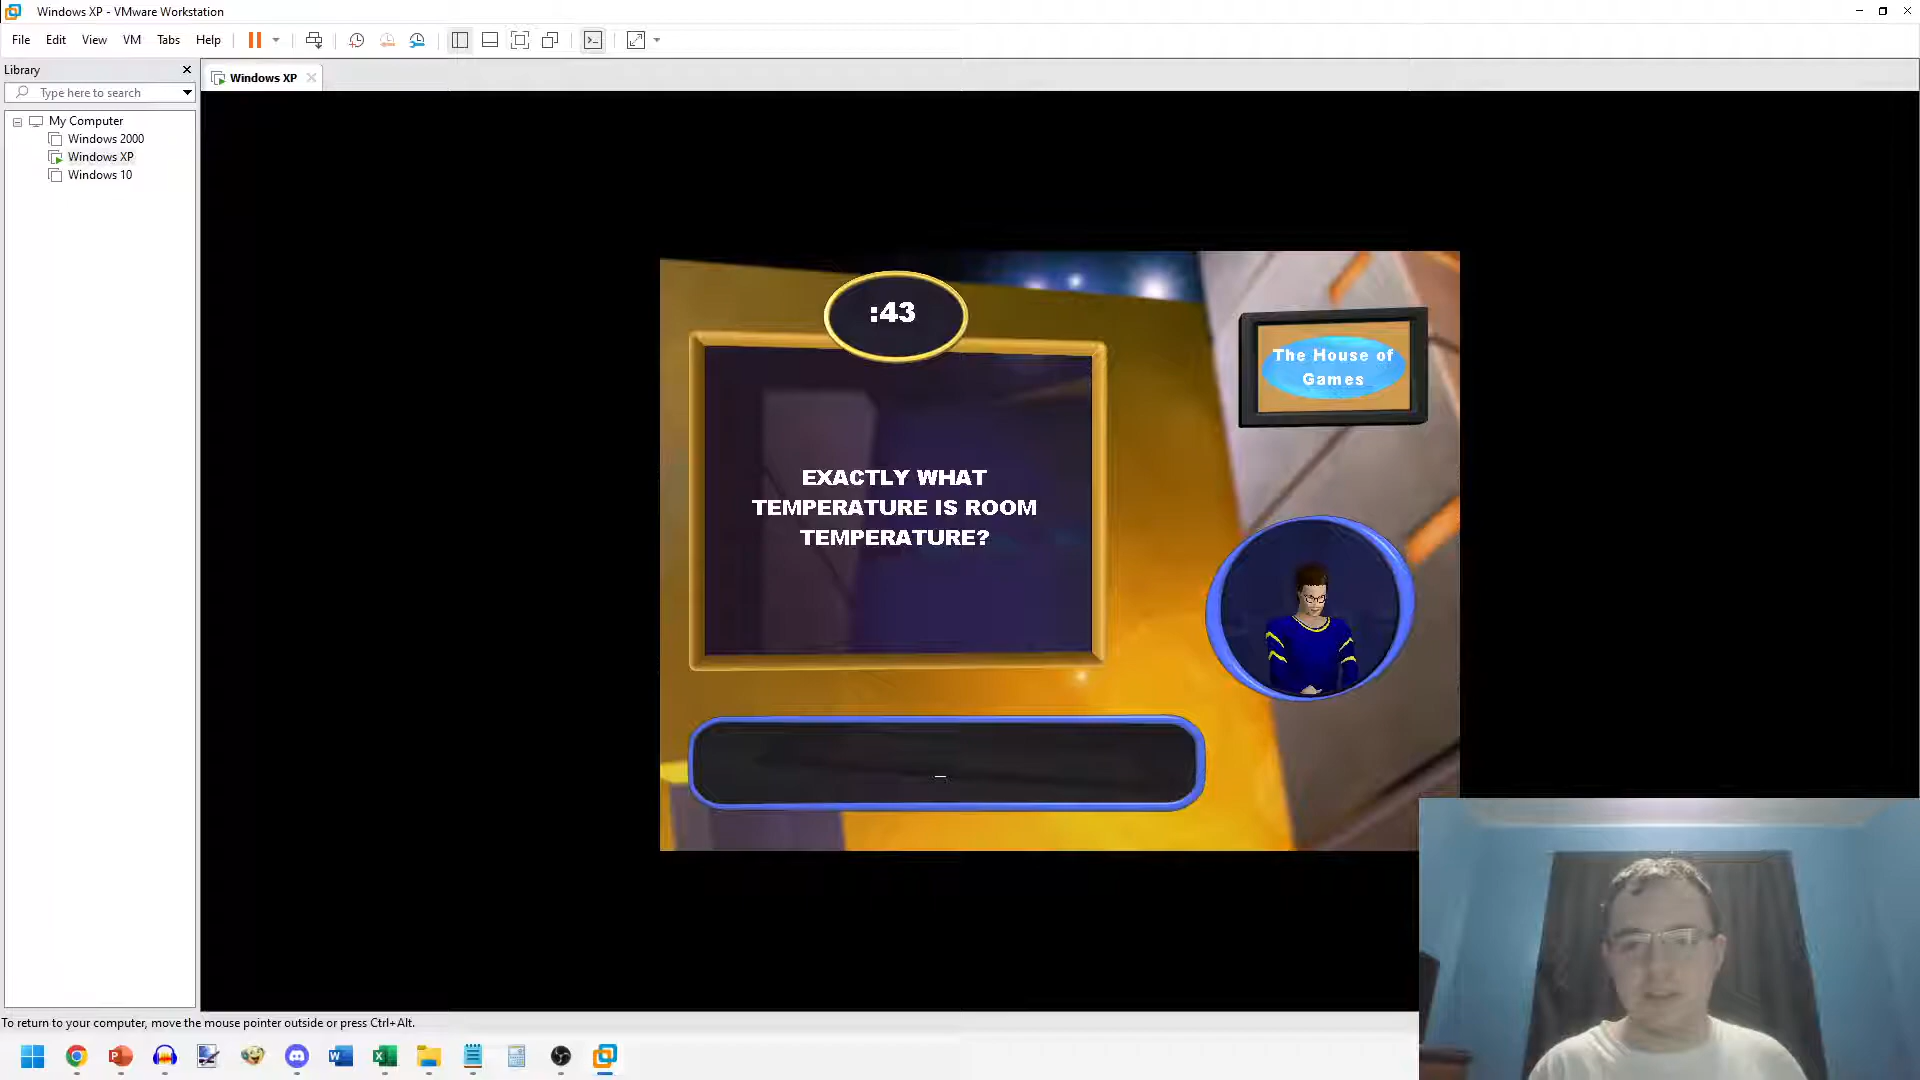 Windows XP - VMware Workstation
File Edit View VM Tabs Help
Library
Type here to search
My Computer
Windows 2000
Windows XP
Windows 10
Windows XP
:43
The House of
Games
EXACTLY WHAT
TEMPERATURE IS ROOM
TEMPERATURE?
_
To return to your computer, move the mouse pointer outside or press Ctrl+Alt.